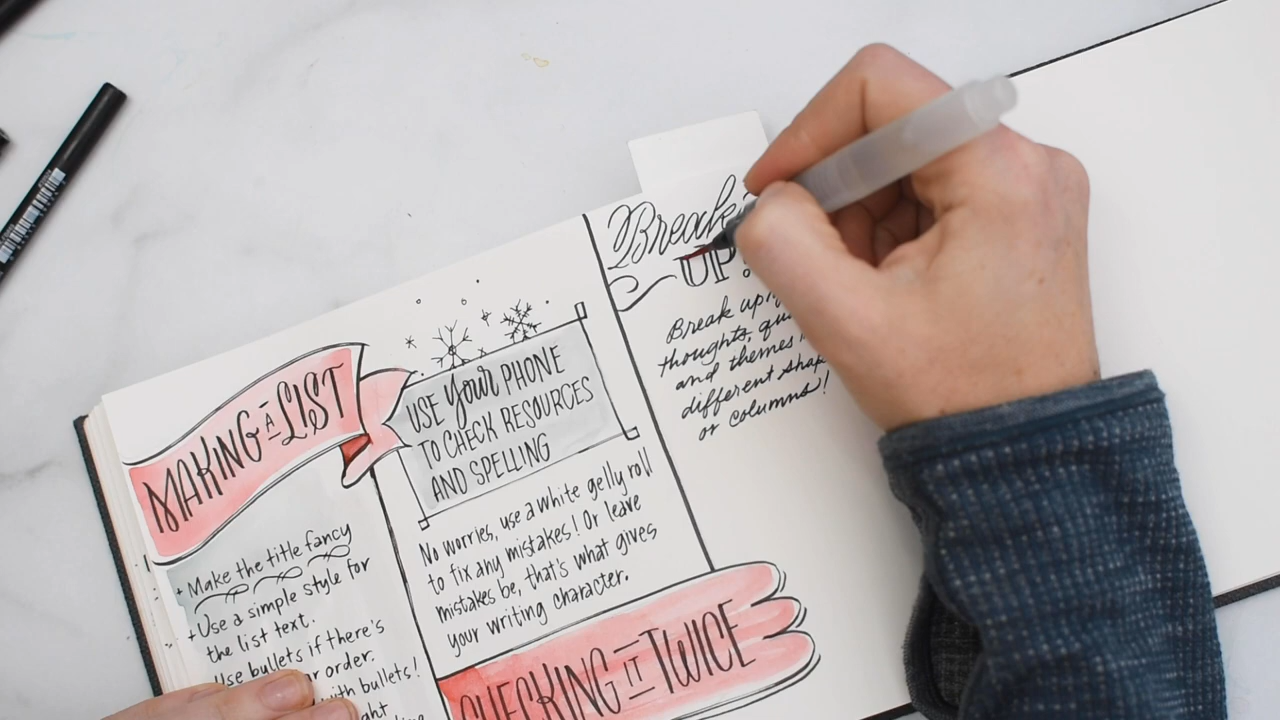 MAKING A LIST
+ Make the title fancy
+ Use a simple style for
the list text.
Use bullets if there's
order.
with bullets!
USE your PHONE
TO CHECK RESOURCES
AND SPELLING
No worries, use a white gelly roll
to fix any mistakes! Or leave
mistakes be, that's what gives
your writing character.
CHECKING IT TWICE
Break
UP
Break up
thoughts,
and themes
different shap
or columns!